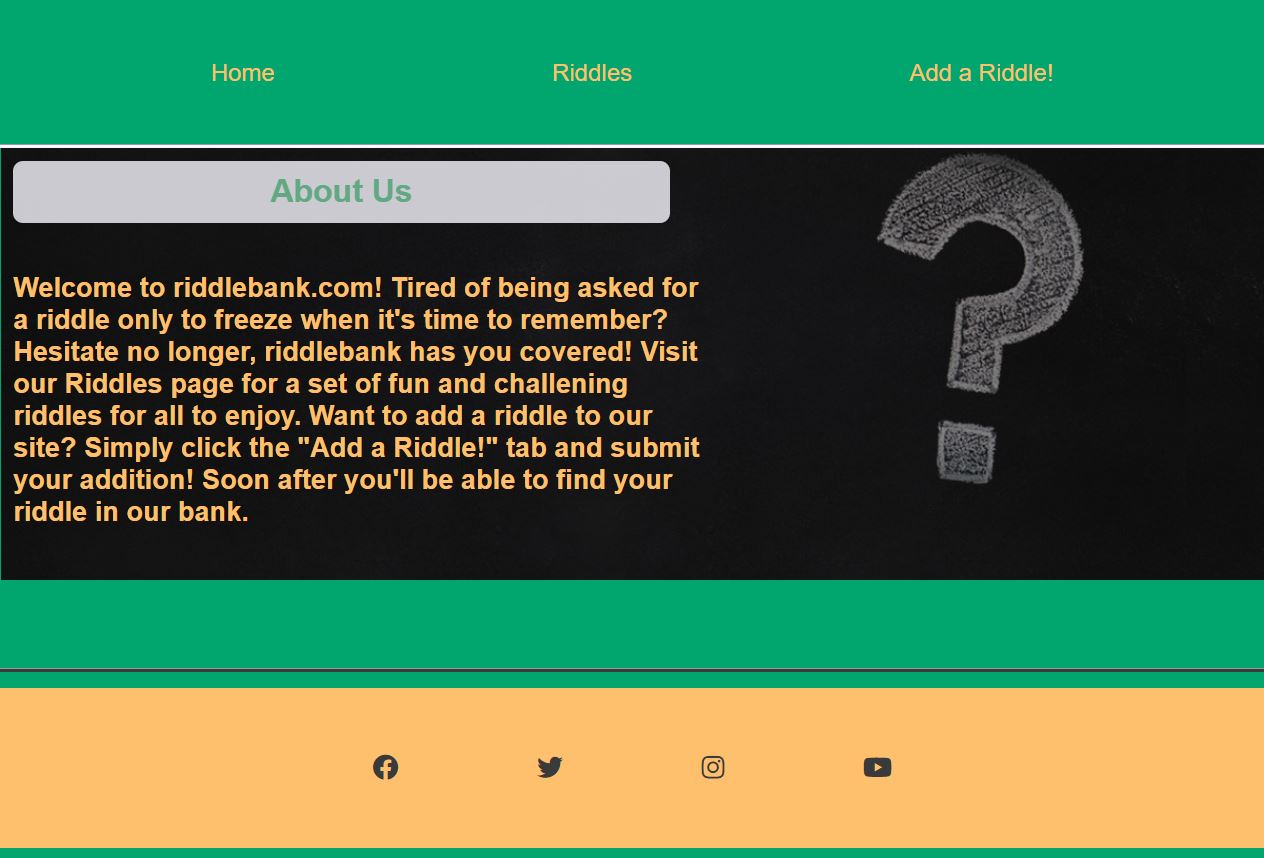 Home Riddles Add a Riddle!
About Us
Welcome to riddlebank.com! Tired of being asked for
a riddle only to freeze when it's time to remember?
Hesitate no longer, riddlebank has you covered! Visit
our Riddles page for a set of fun and challening
riddles for all to enjoy. Want to add a riddle to our
site? Simply click the "Add a Riddle!" tab and submit
your addition! Soon after you'll be able to find your
riddle in our bank.
?